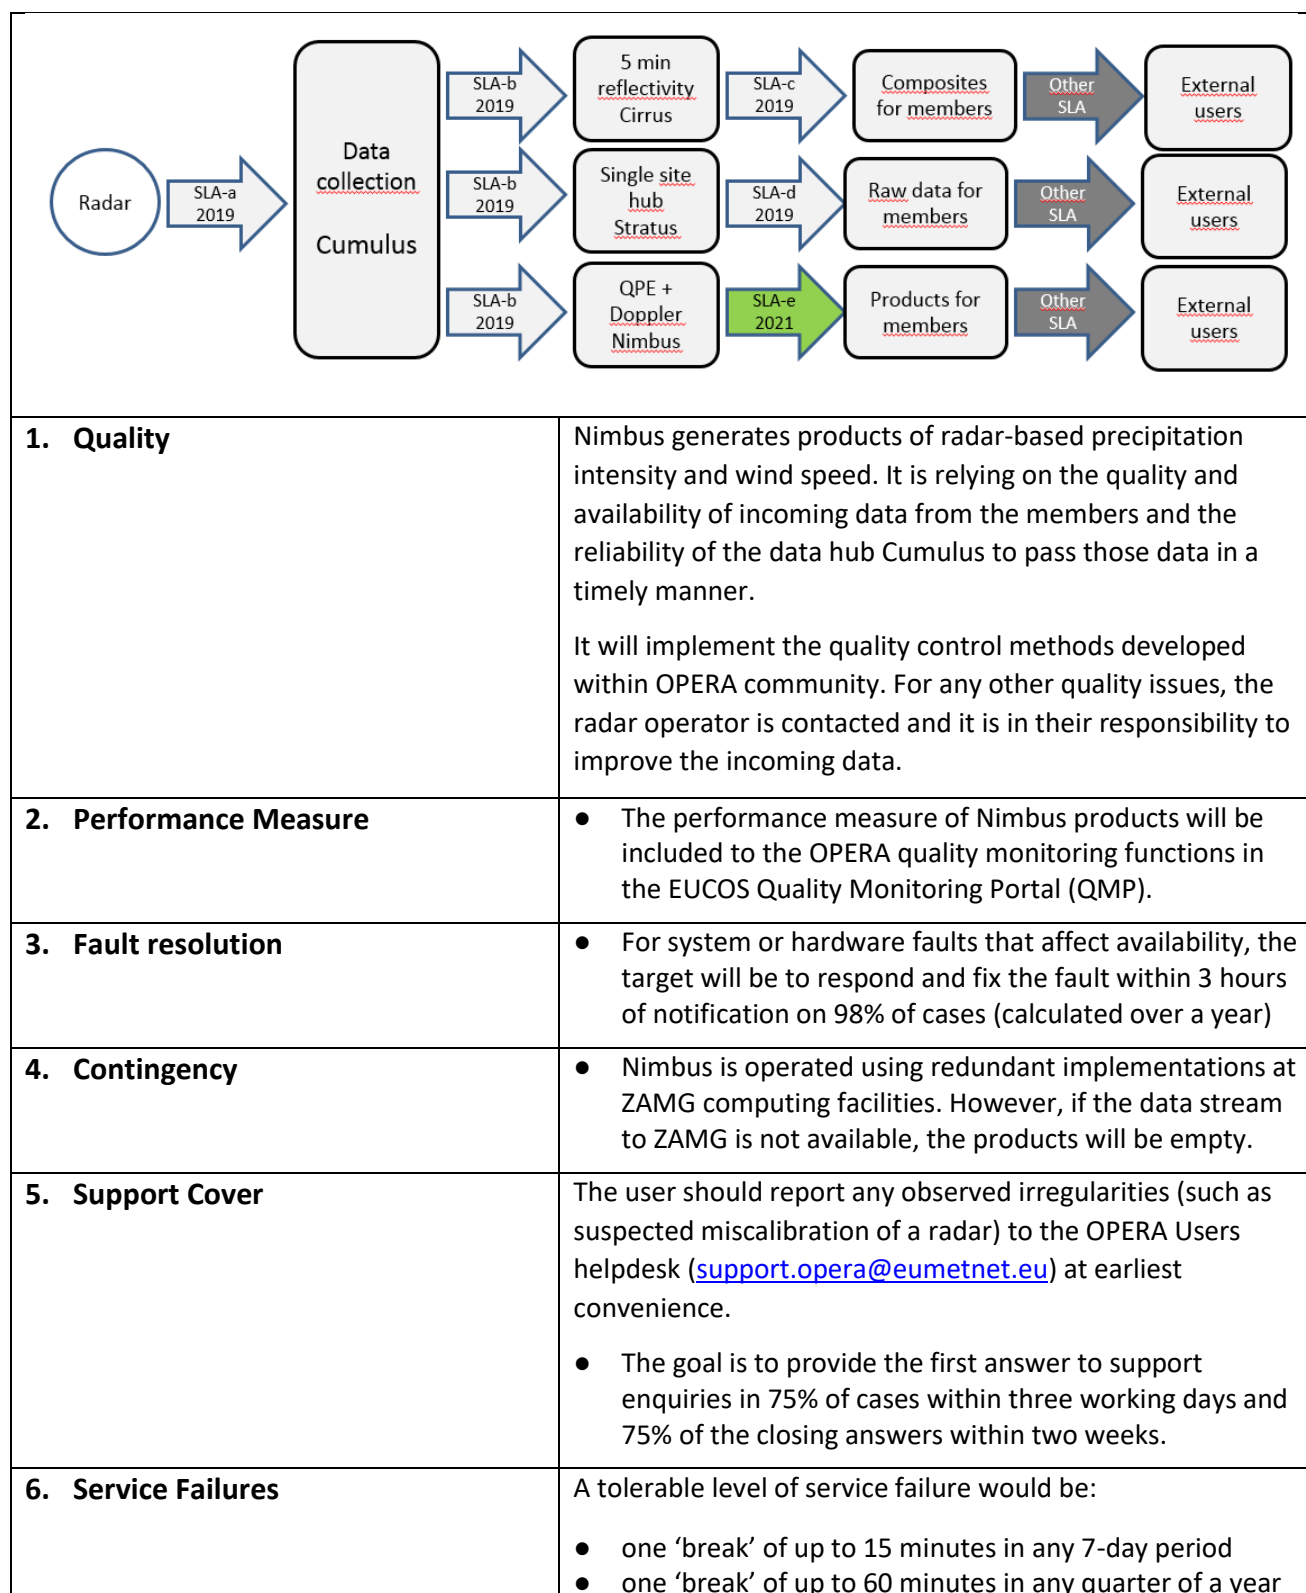 Radar
SLA-a
2019
Data
collection
Cumulus
SLA-b
2019
5 min
reflectivity
Cirrus
SLA-c
2019
Composites
for members
Other
SLA
External
users
SLA-b
2019
Single site
hub
Stratus
SLA-d
2019
Raw data for
members
Other
SLA
External
users
SLA-b
2019
QPE +
Doppler
Nimbus
SLA-e
2021
Products for
members
Other
SLA
External
users
1. Quality
Nimbus generates products of radar-based precipitation
intensity and wind speed. It is relying on the quality and
availability of incoming data from the members and the
reliability of the data hub Cumulus to pass those data in a
timely manner.
It will implement the quality control methods developed
within OPERA community. For any other quality issues, the
radar operator is contacted and it is in their responsibility to
improve the incoming data.
2. Performance Measure
● The performance measure of Nimbus products will be
included to the OPERA quality monitoring functions in
the EUCOS Quality Monitoring Portal (QMP).
3. Fault resolution
● For system or hardware faults that affect availability, the
target will be to respond and fix the fault within 3 hours
of notification on 98% of cases (calculated over a year)
4. Contingency
● Nimbus is operated using redundant implementations at
ZAMG computing facilities. However, if the data stream
to ZAMG is not available, the products will be empty.
5. Support Cover
The user should report any observed irregularities (such as
suspected miscalibration of a radar) to the OPERA Users
helpdesk (support.opera@eumetnet.eu) at earliest
convenience.
● The goal is to provide the first answer to support
enquiries in 75% of cases within three working days and
75% of the closing answers within two weeks.
6. Service Failures
A tolerable level of service failure would be:
● one ‘break’ of up to 15 minutes in any 7-day period
● one ‘break’ of up to 60 minutes in any quarter of a year